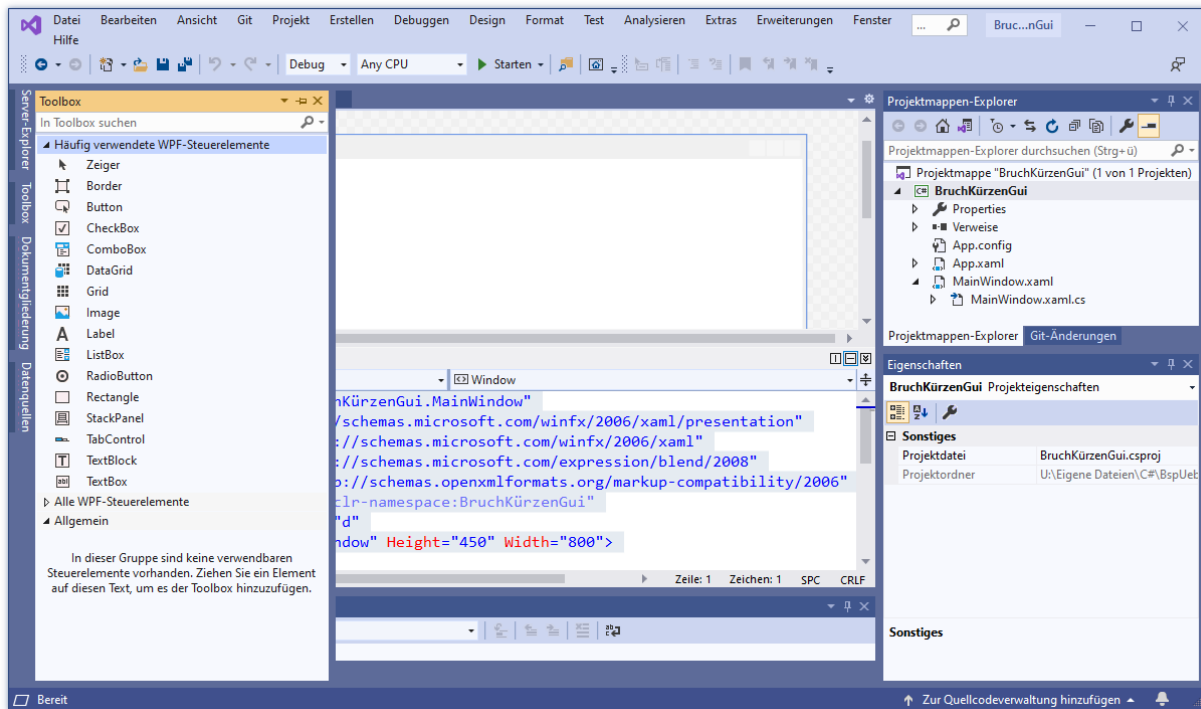 Datei Bearbeiten Ansicht Git Projekt Erstellen Debuggen Design Format Test Analysieren Extras Erweiterungen Fenster ... Bruc...nGui
Hilfe
Debug Any CPU Starten
Server-Explorer
Toolbox
Dokumentgliederung
Datenquellen
Toolbox
In Toolbox suchen
Häufig verwendete WPF-Steuerelemente
Zeiger
Border
Button
CheckBox
ComboBox
DataGrid
Grid
Image
Label
ListBox
RadioButton
Rectangle
StackPanel
TabControl
TextBlock
TextBox
Alle WPF-Steuerelemente
Allgemein
In dieser Gruppe sind keine verwendbaren
Steuerelemente vorhanden. Ziehen Sie ein Element
auf diesen Text, um es der Toolbox hinzuzufügen.
Window
nKürzenGui.MainWindow"
/schemas.microsoft.com/winfx/2006/xaml/presentation"
://schemas.microsoft.com/winfx/2006/xaml"
://schemas.microsoft.com/expression/blend/2008"
p://schemas.openxmlformats.org/markup-compatibility/2006"
clr-namespace:BruchKürzenGui"
"d"
ndow" Height="450" Width="800">
Zeile: 1 Zeichen: 1 SPC CRLF
Projektmappen-Explorer
Projektmappen-Explorer durchsuchen (Strg+ü)
Projektmappe "BruchKürzenGui" (1 von 1 Projekten)
C# BruchKürzenGui
Properties
Verweise
App.config
App.xaml
MainWindow.xaml
MainWindow.xaml.cs
Projektmappen-Explorer Git-Änderungen
Eigenschaften
BruchKürzenGui Projekteigenschaften
Sonstiges
Projektdatei BruchKürzenGui.csproj
Projektordner U:\Eigene Dateien\C#\BspUeb
Sonstiges
Bereit
Zur Quellcodeverwaltung hinzufügen